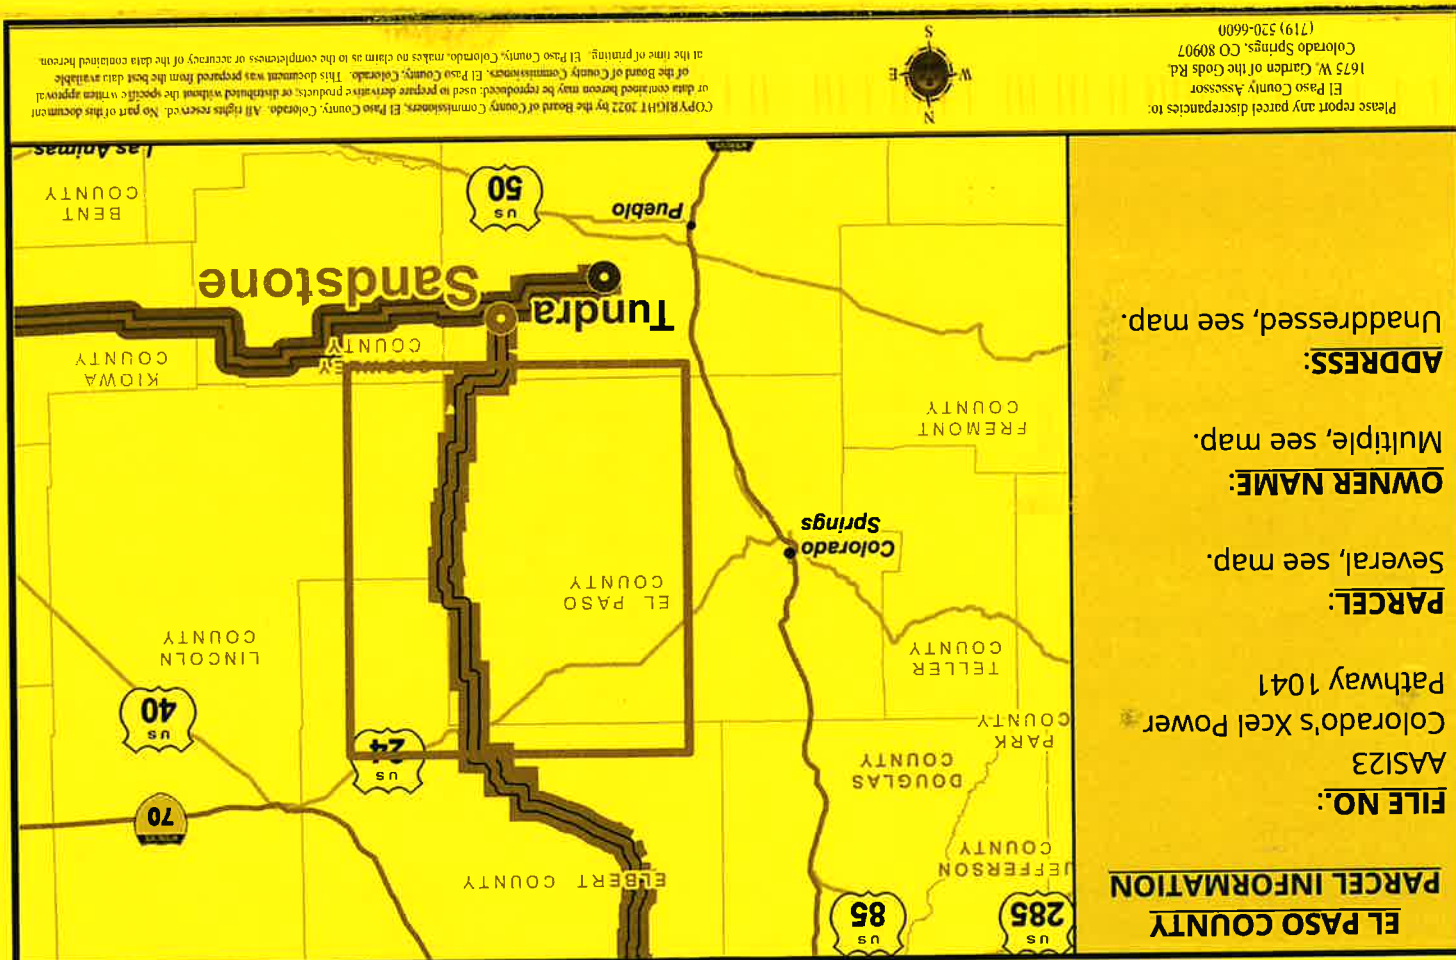 EL PASO COUNTY
PARCEL INFORMATION
FILE NO.:
AASI23
Colorado's Xcel Power
Pathway 1041
PARCEL:
Several, see map.
OWNER NAME:
Multiple, see map.
ADDRESS:
Unaddressed, see map.
US
285
US
85
JEFFERSON
COUNTY
ELBERT COUNTY
70
DOUGLAS
COUNTY
PARK
COUNTY
US
24
US
40
TELLER
COUNTY
LINCOLN
COUNTY
EL PASO
COUNTY
Colorado
Springs
FREMONT
COUNTY
CROWLEY
COUNTY
KIOWA
COUNTY
Tundra
Sandstone
Pueblo
US
50
BENT
COUNTY
Las Animas
Please report any parcel discrepancies to:
El Paso County Assessor
1675 W. Garden of the Gods Rd.
Colorado Springs, CO 80907
(719) 520-6600
N
W
E
S
COPYRIGHT 2022 by the Board of County Commissioners, El Paso County, Colorado. All rights reserved. No part of this document
or data contained hereon may be reproduced; used to prepare derivative products; or distributed without the specific written approval
of the Board of County Commissioners, El Paso County, Colorado. This document was prepared from the best data available
at the time of printing. El Paso County, Colorado, makes no claim as to the completeness or accuracy of the data contained hereon.